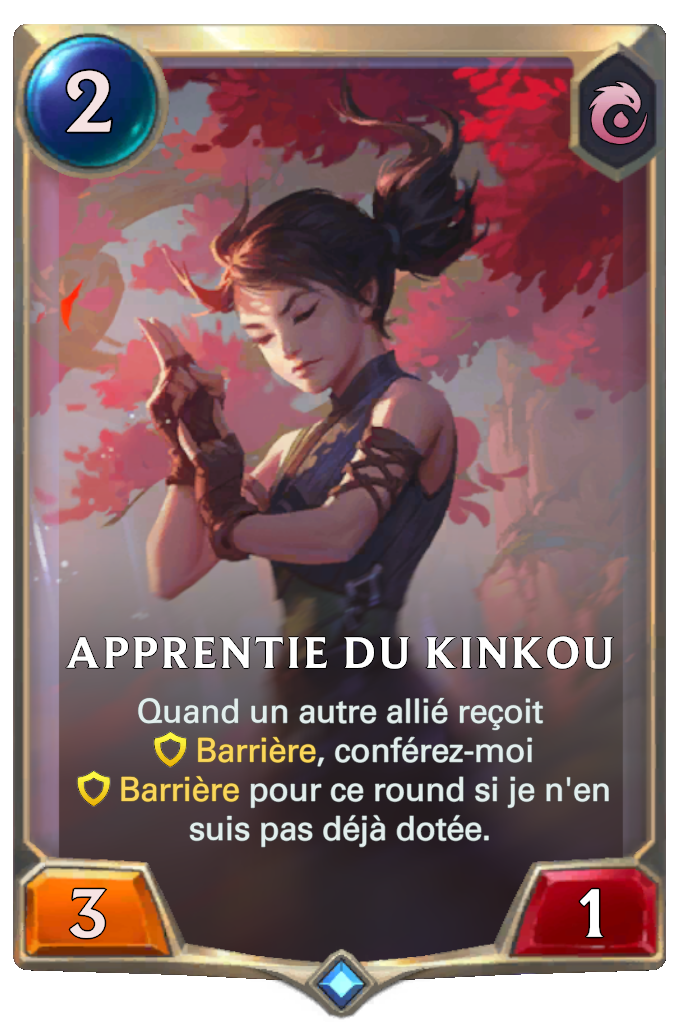 2
APPRENTIE DU KINKOU
Quand un autre allié reçoit
Barrière, conférez-moi
Barrière pour ce round si je n'en
suis pas déjà dotée.
3
1